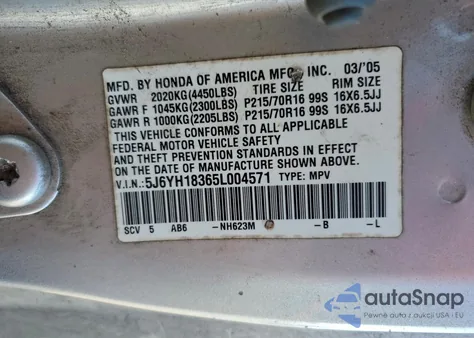 MFD. BY HONDA OF AMERICA MFG., INC. 03/'05
GVWR 2020KG(4450LBS) TIRE SIZE RIM SIZE
GAWR F 1045KG(2300LBS) P215/70R16 99S 16X6.5JJ
GAWR R 1000KG(2205LBS) P215/70R16 99S 16X6.5JJ
THIS VEHICLE CONFORMS TO ALL APPLICABLE
FEDERAL MOTOR VEHICLE SAFETY
AND THEFT PREVENTION STANDARDS IN EFFECT
ON THE DATE OF MANUFACTURE SHOWN ABOVE.
V.I.N.: 5J6YH18365L004571 TYPE: MPV
SCV 5 AB6 -NH623M -B -L
autoSnap
Pewne auta z aukcji USA i EU